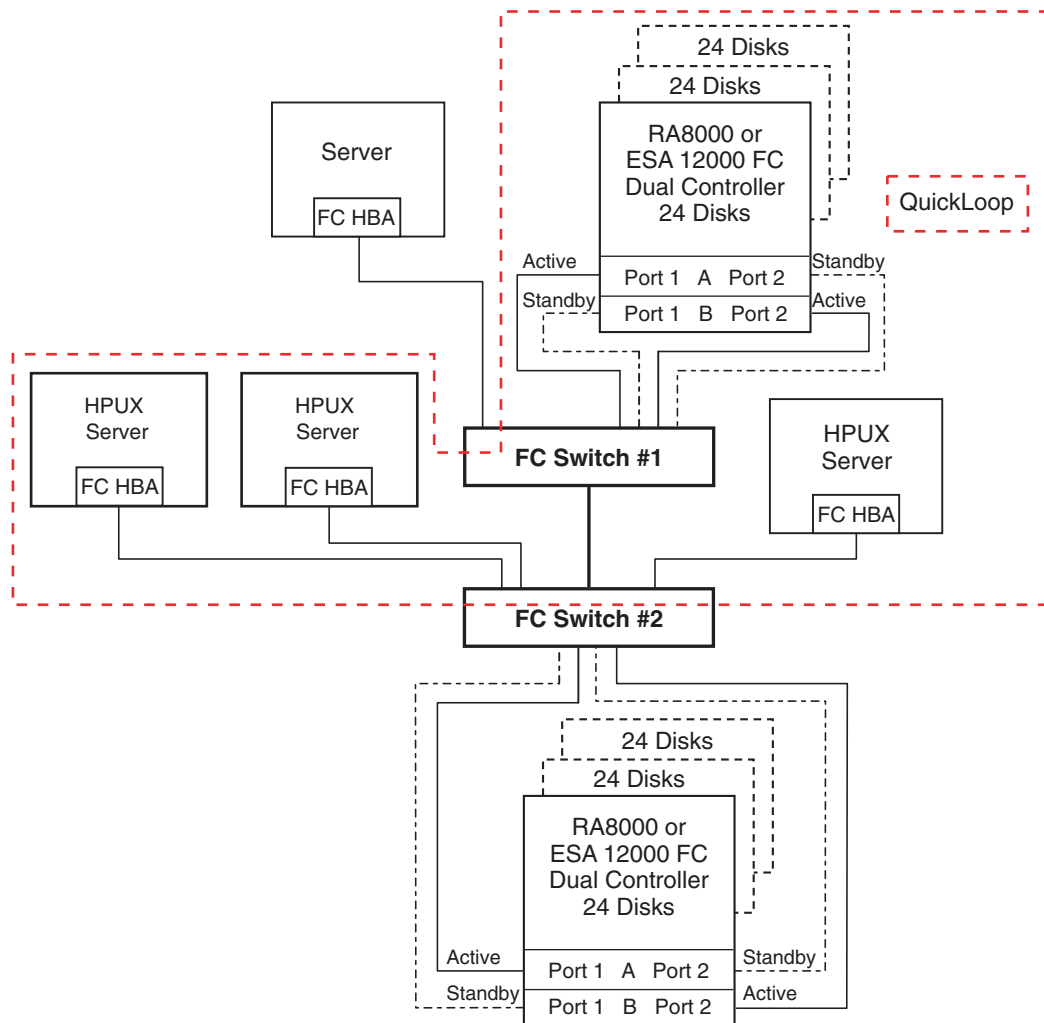 24 Disks
24 Disks
RA8000 or
ESA 12000 FC
Dual Controller
24 Disks
QuickLoop
Server
FC HBA
Active
Standby
Port 1 A Port 2
Standby
Active
Port 1 B Port 2
HPUX
Server
FC HBA
HPUX
Server
FC HBA
FC Switch #1
HPUX
Server
FC HBA
FC Switch #2
24 Disks
24 Disks
RA8000 or
ESA 12000 FC
Dual Controller
24 Disks
Active
Port 1 A Port 2
Standby
Standby
Port 1 B Port 2
Active